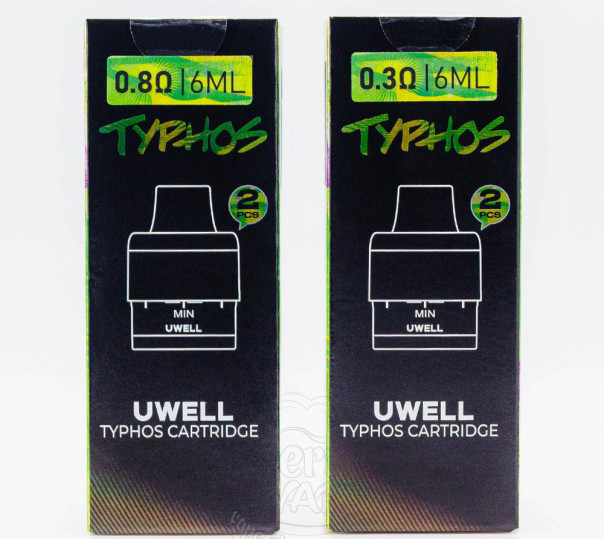 0.8Ω | 6ML
TYPHOS
2
PCS
MIN
UWELL
UWELL
TYPHOS CARTRIDGE
0.3Ω | 6ML
TYPHOS
2
PCS
MIN
UWELL
UWELL
TYPHOS CARTRIDGE